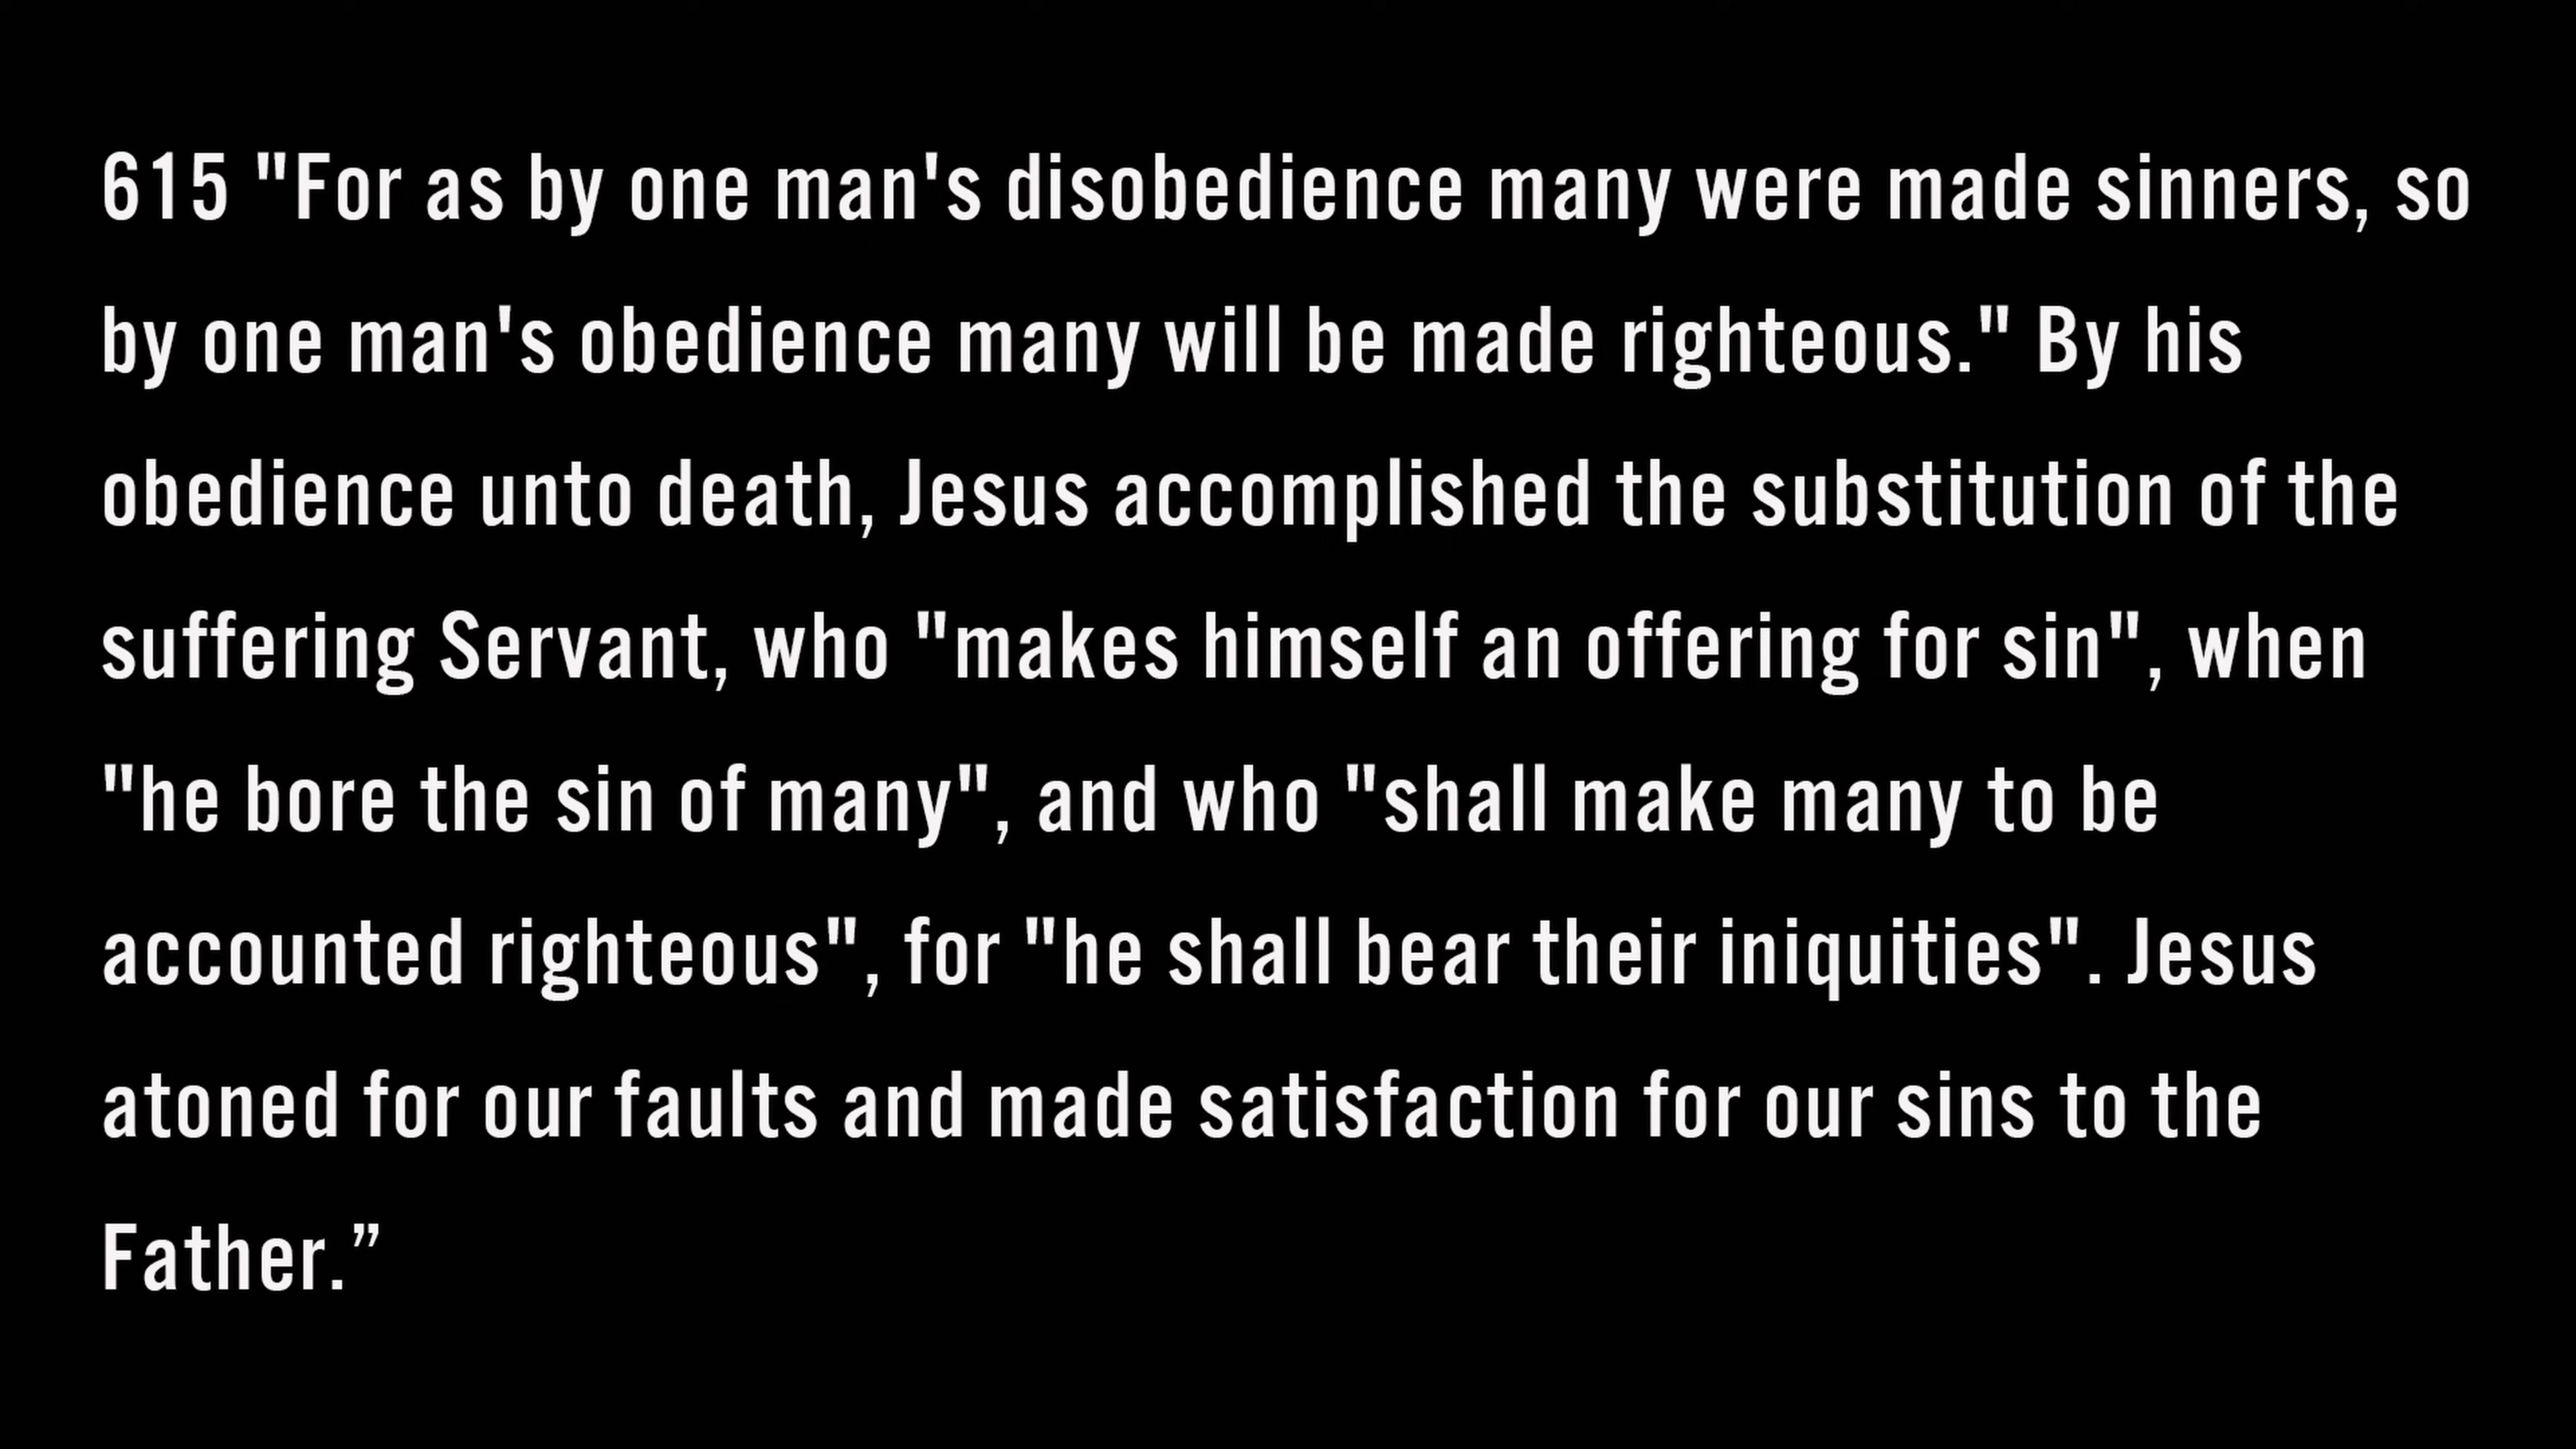 615 "For as by one man's disobedience many were made sinners, so
by one man's obedience many will be made righteous." By his
obedience unto death, Jesus accomplished the substitution of the
suffering Servant, who "makes himself an offering for sin", when
"he bore the sin of many", and who "shall make many to be
accounted righteous", for "he shall bear their iniquities". Jesus
atoned for our faults and made satisfaction for our sins to the
Father.”